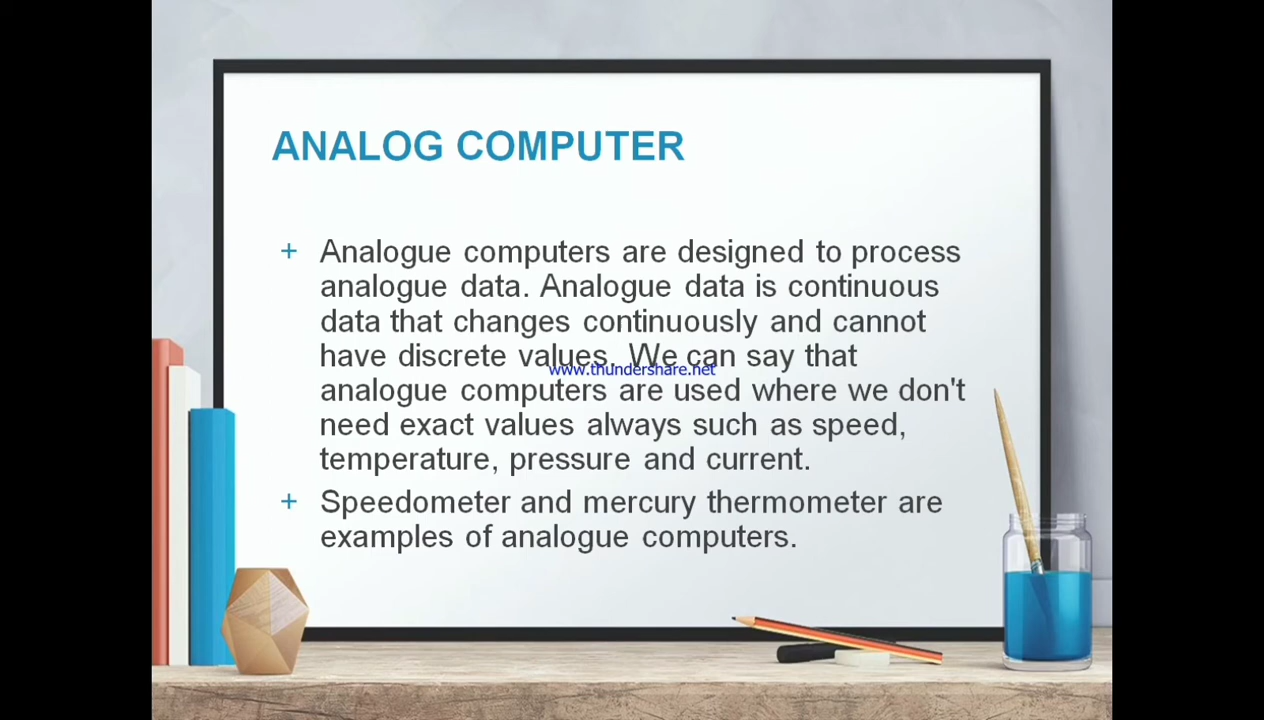 ANALOG COMPUTER
+ Analogue computers are designed to process
analogue data. Analogue data is continuous
data that changes continuously and cannot
have discrete values. We can say that
www.thundershare.net
analogue computers are used where we don't
need exact values always such as speed,
temperature, pressure and current.
+ Speedometer and mercury thermometer are
examples of analogue computers.